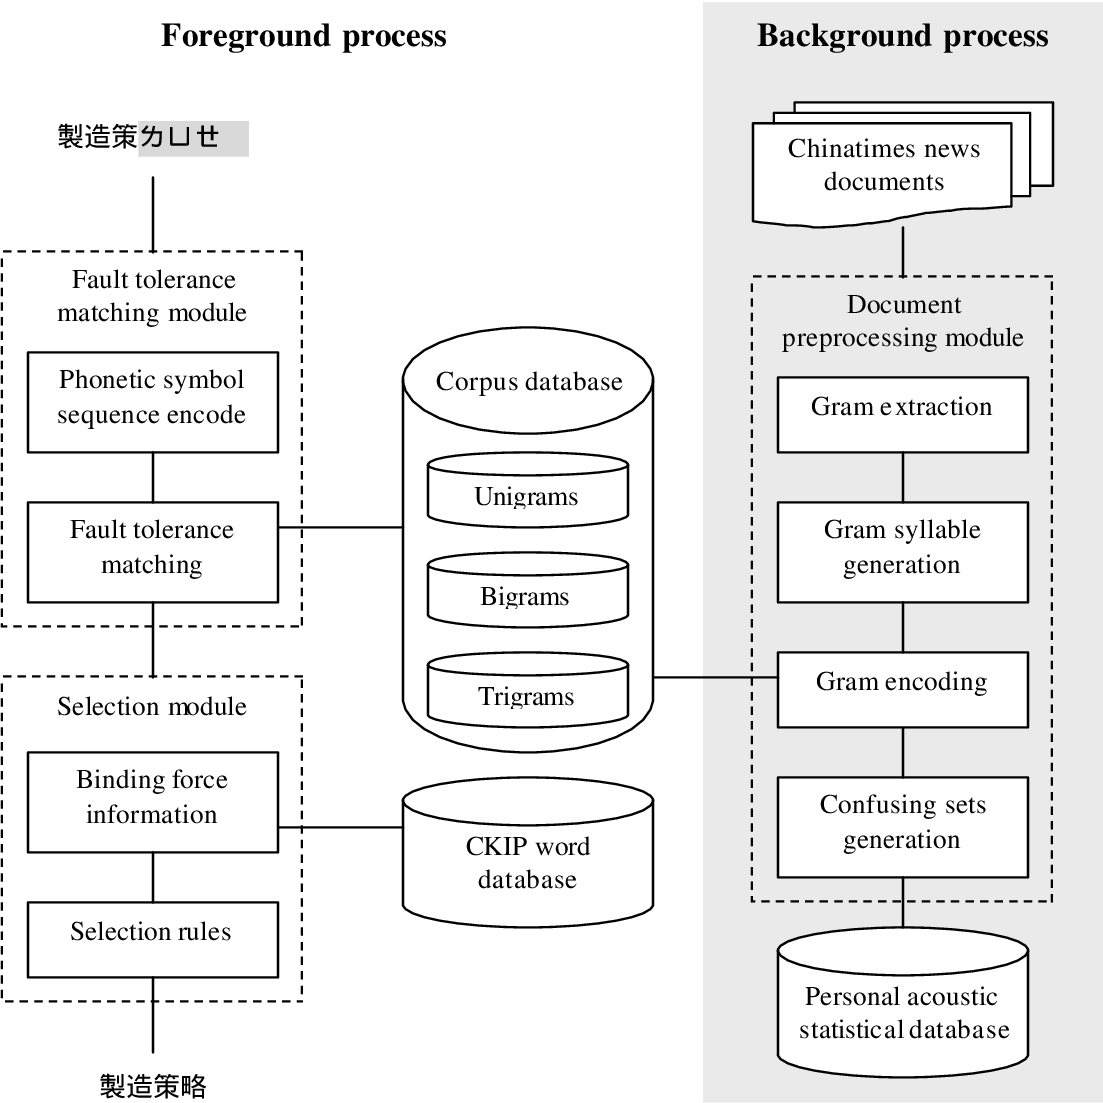 Foreground process
製造策ㄌㄩㄝ
Fault tolerance
matching module
Phonetic symbol
sequence encode
Fault tolerance
matching
Selection module
Binding force
information
Selection rules
製造策略
Corpus database
Unigrams
Bigrams
Trigrams
CKIP word
database
Background process
Chinatimes news
documents
Document
preprocessing module
Gram extraction
Gram syllable
generation
Gram encoding
Confusing sets
generation
Personal acoustic
statistical database